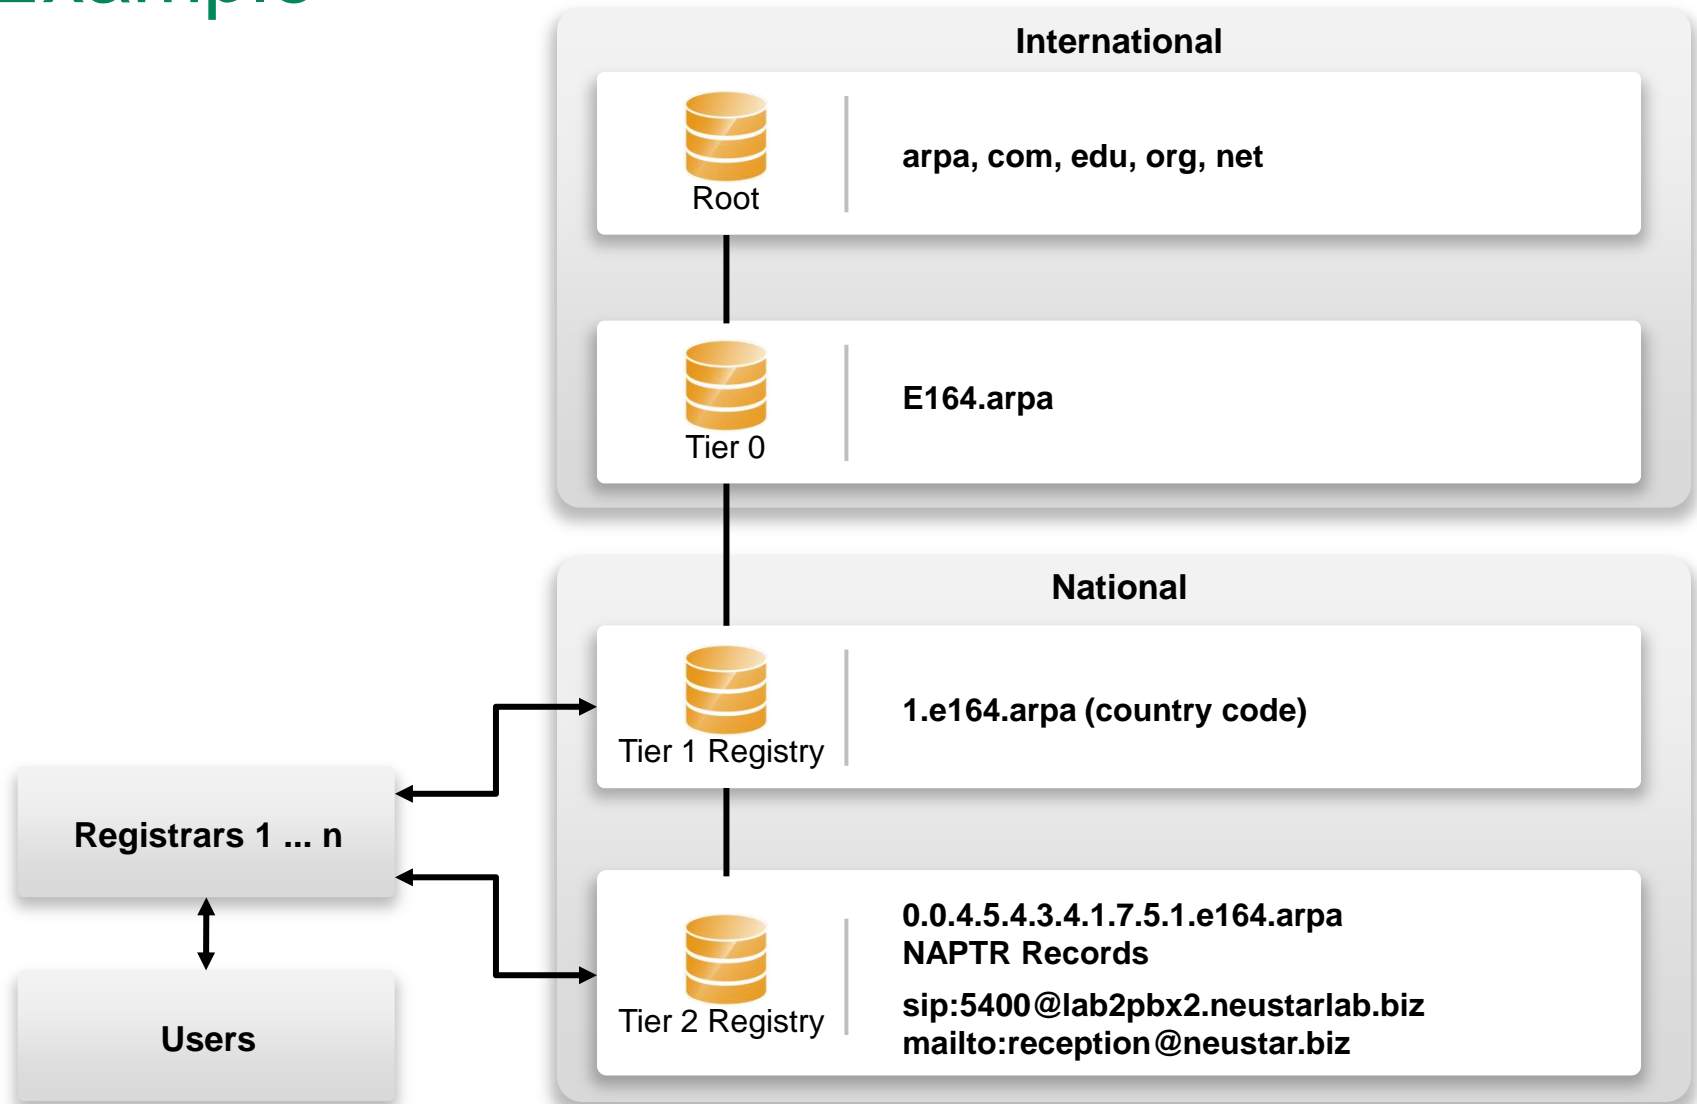 Example
International
Root
arpa, com, edu, org, net
Tier 0
E164.arpa
National
Tier 1 Registry
1.e164.arpa (country code)
Registrars 1 ... n
Users
Tier 2 Registry
0.0.4.5.4.3.4.1.7.5.1.e164.arpa
NAPTR Records
sip:5400@lab2pbx2.neustarlab.biz
mailto:reception@neustar.biz